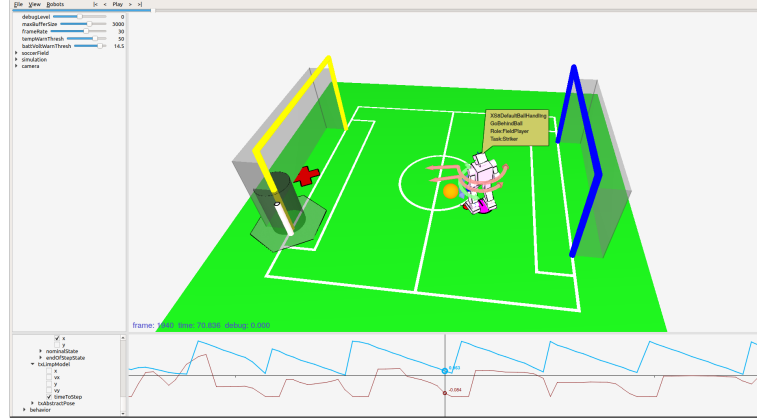 File View Robots |< < Play > >|
debugLevel 0
maxBufferSize 3000
frameRate 30
tempWarnThresh 50
battVoltWarnThresh 14.5
soccerField
simulation
camera
XSttDefaultBallHandling
GoBehindBall
Role:FieldPlayer
Task:Striker
frame: 1940 time: 70.836 debug: 0.000
x
y
nominalState
endOfStepState
txLimpModel
x
vx
y
vy
timeToStep
txAbstractPose
behavior
-0.084